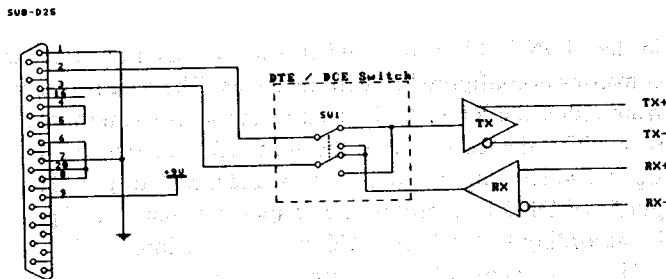 SUB-D25
1
2
3
16
4
5
6
7
20
8
9
+9V
DTE / DCE Switch
SW1
TX
RX
TX+
TX-
RX+
RX-